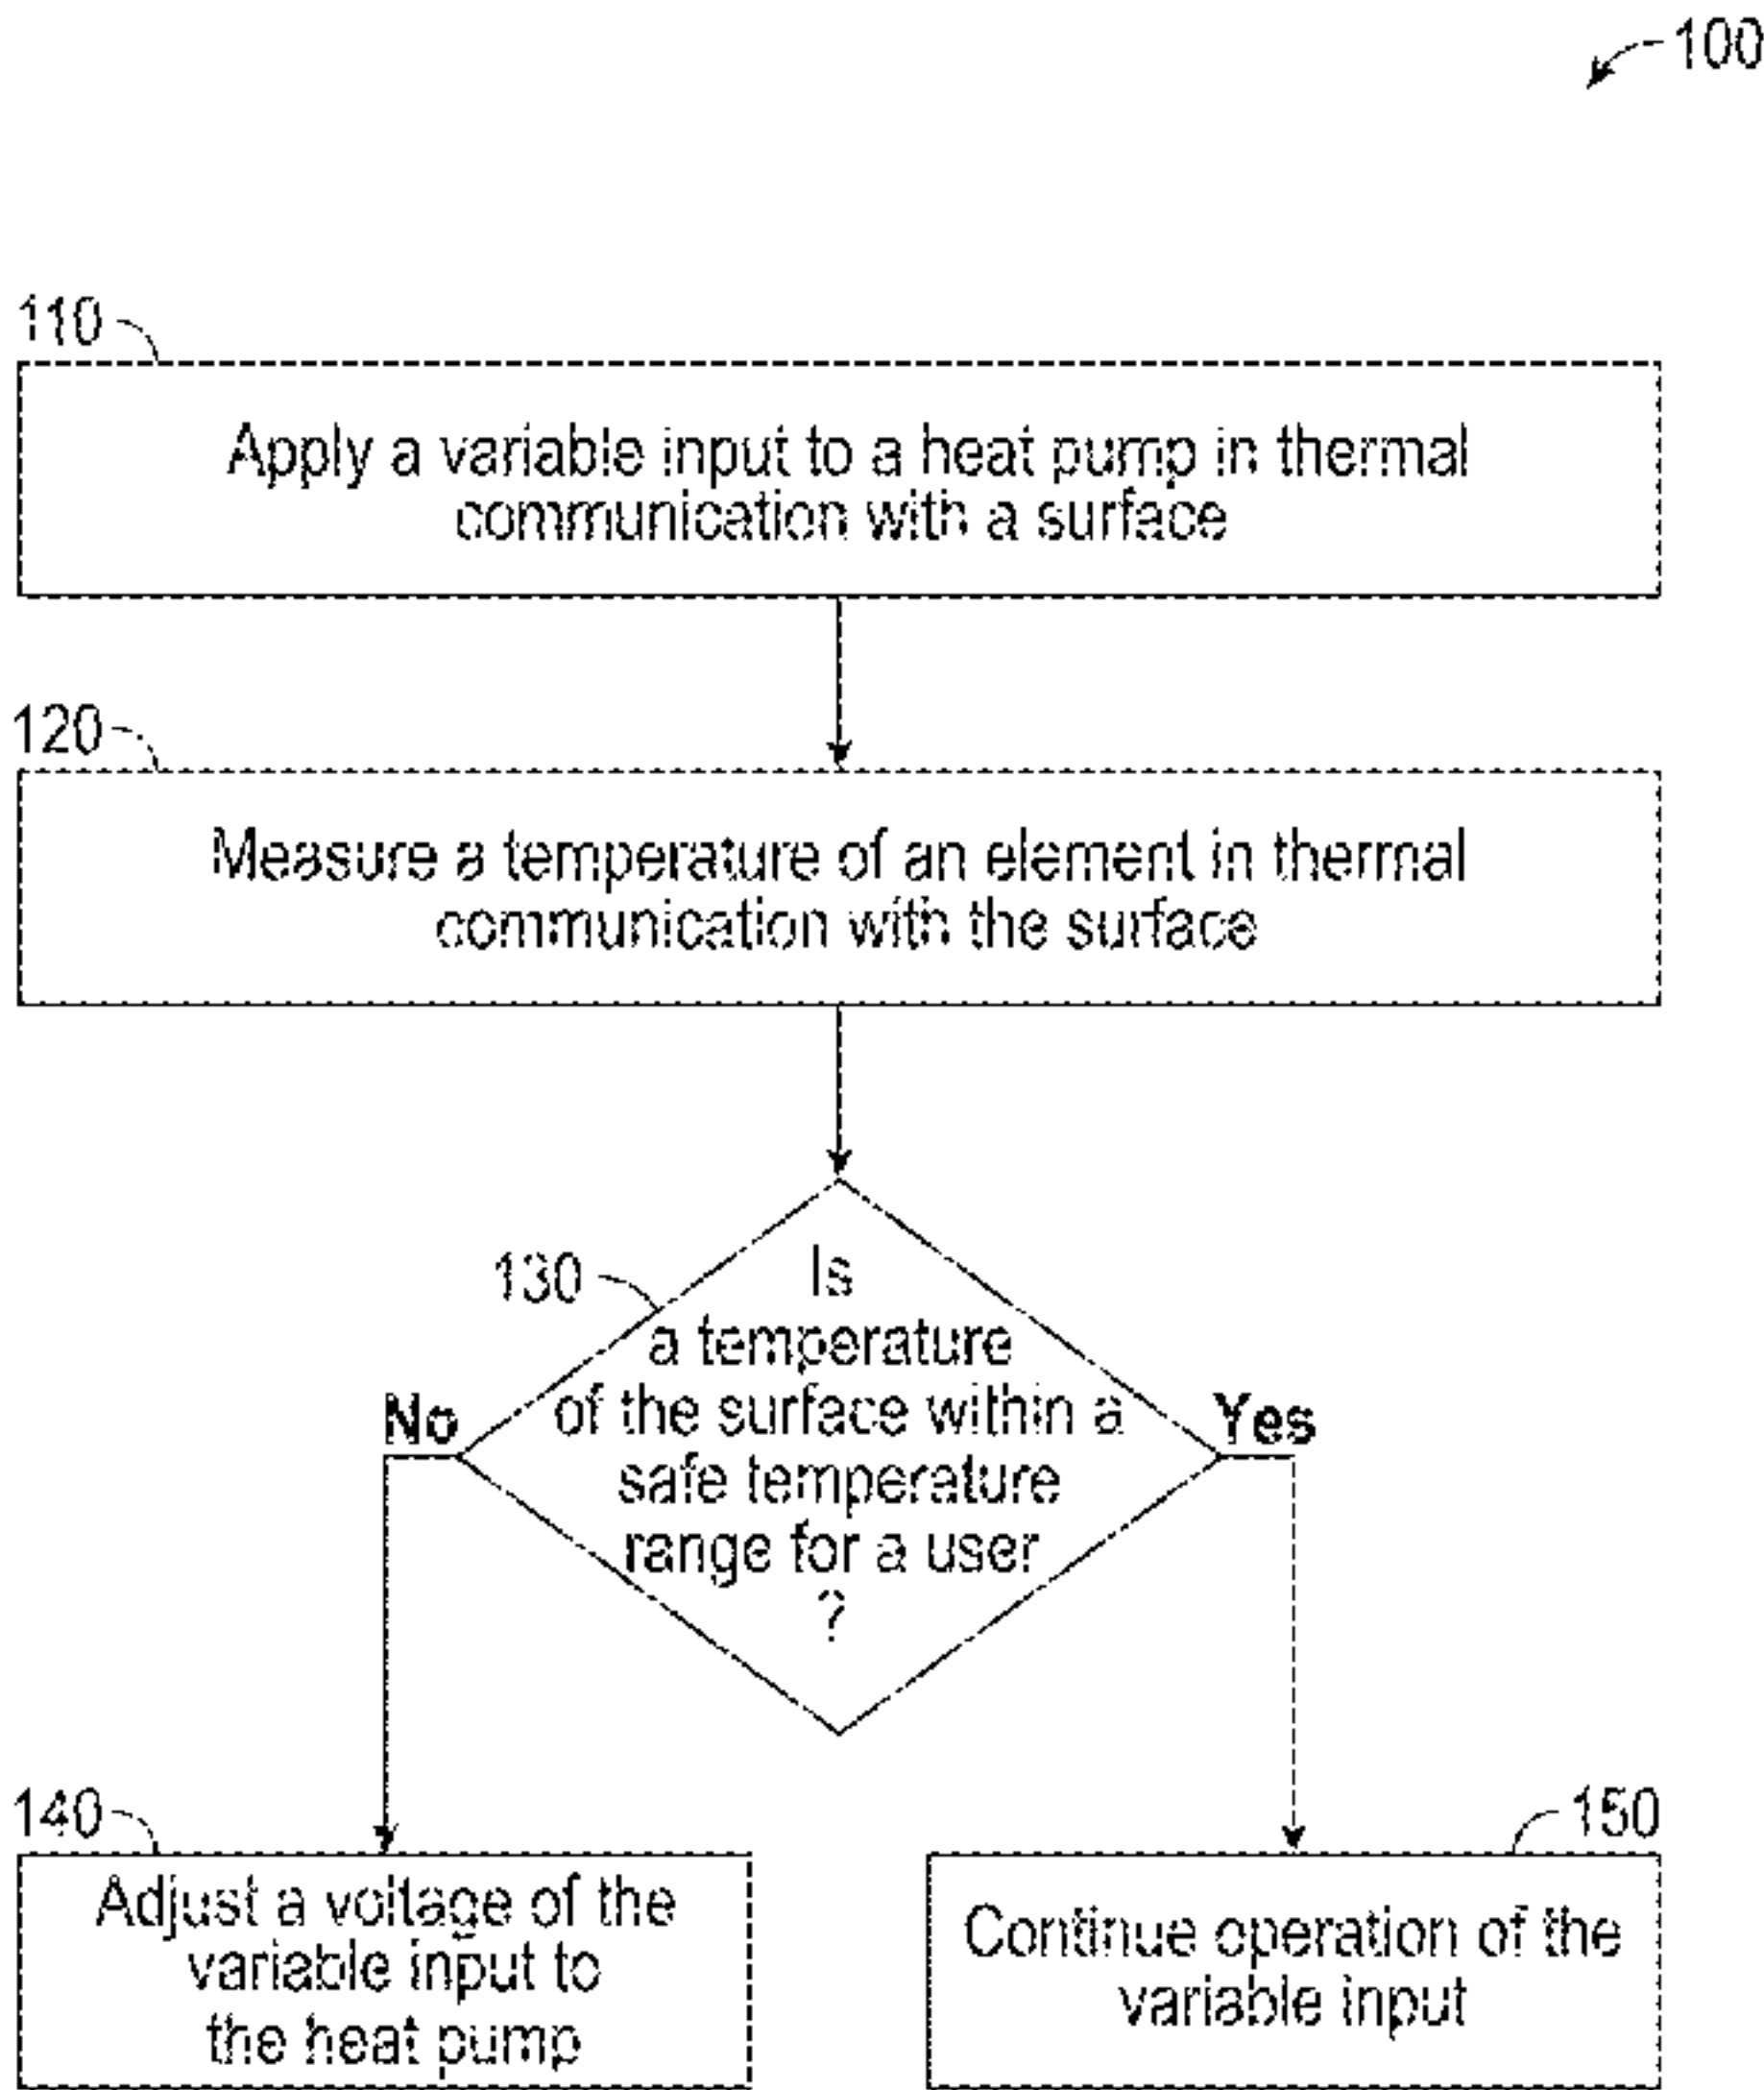 100
110
Apply a variable input to a heat pump in thermal
communication with a surface
120
Measure a temperature of an element in thermal
communication with the surface
130
Is
a temperature
of the surface within a
safe temperature
range for a user
?
No
Yes
140
Adjust a voltage of the
variable input to
the heat pump
150
Continue operation of the
variable input